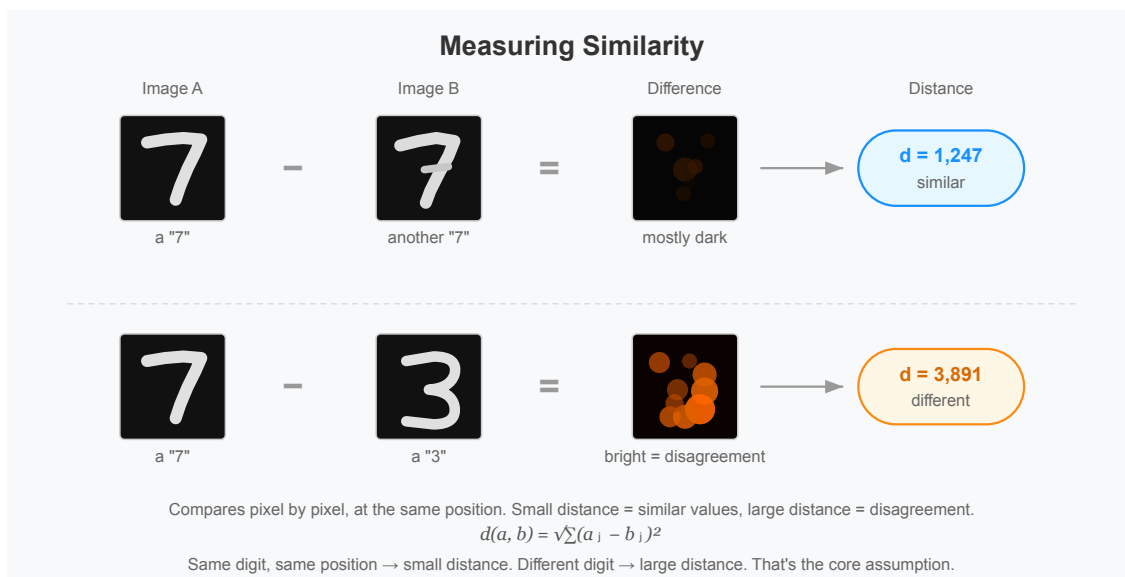 Measuring Similarity
Image A Image B Difference Distance
− = d = 1,247
similar
a "7" another "7" mostly dark
− = d = 3,891
different
a "7" a "3" bright = disagreement
Compares pixel by pixel, at the same position. Small distance = similar values, large distance = disagreement.
d(a, b) = √∑(a ⱼ − b ⱼ)²
Same digit, same position → small distance. Different digit → large distance. That's the core assumption.